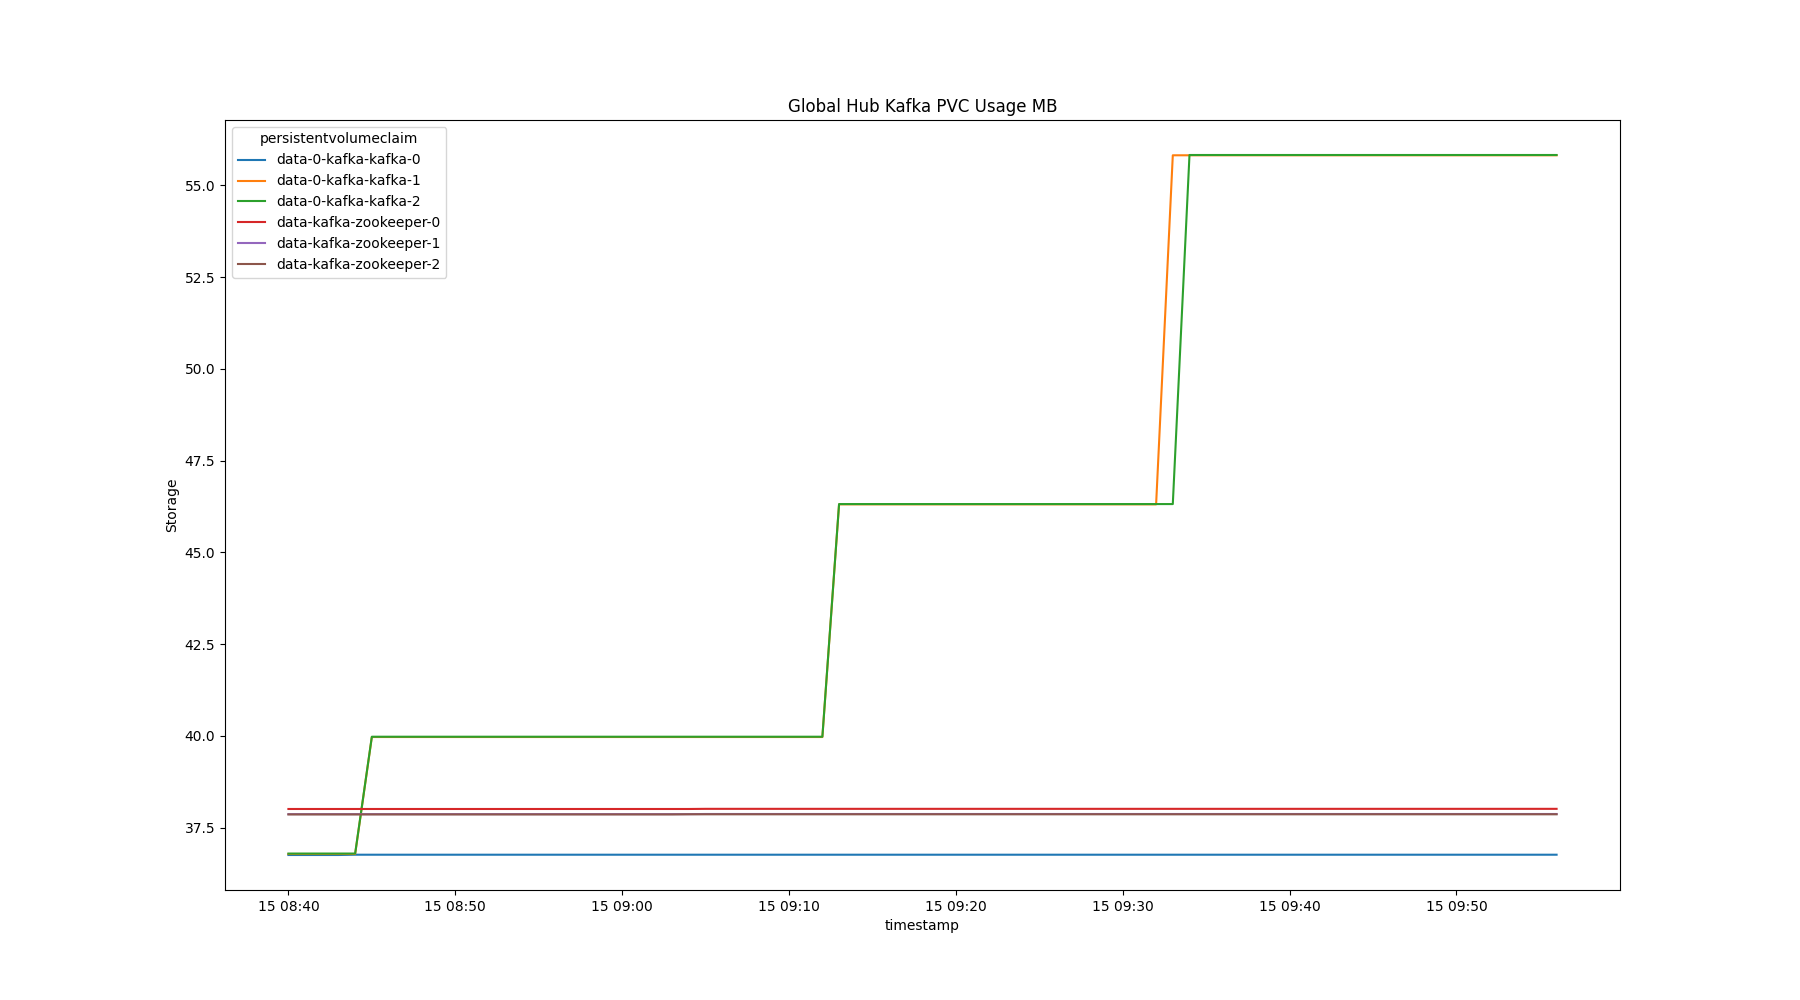 Global Hub Kafka PVC Usage MB
persistentvolumeclaim
data-0-kafka-kafka-0
data-0-kafka-kafka-1
data-0-kafka-kafka-2
data-kafka-zookeeper-0
data-kafka-zookeeper-1
data-kafka-zookeeper-2
Storage
55.0
52.5
50.0
47.5
45.0
42.5
40.0
37.5
15 08:40 15 08:50 15 09:00 15 09:10 15 09:20 15 09:30 15 09:40 15 09:50
timestamp